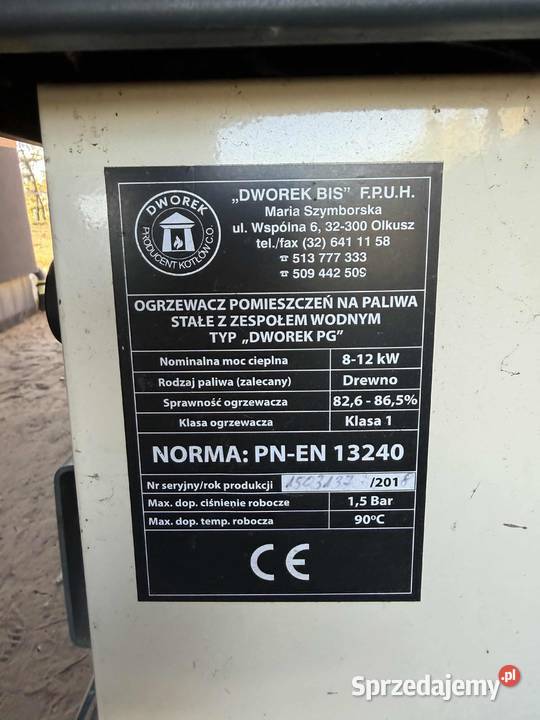 DWOREK
PRODUCENT KOTŁÓW C.O.
„DWOREK BIS" F.P.U.H.
Maria Szymborska
ul. Wspólna 6, 32-300 Olkusz
tel./fax (32) 641 11 58
☎ 513 777 333
☎ 509 442 509
OGRZEWACZ POMIESZCZEŃ NA PALIWA
STAŁE Z ZESPOŁEM WODNYM
TYP „DWOREK PG"
Nominalna moc cieplna 8-12 kW
Rodzaj paliwa (zalecany) Drewno
Sprawność ogrzewacza 82,6 - 86,5%
Klasa ogrzewacza Klasa 1
NORMA: PN-EN 13240
Nr seryjny/rok produkcji
Max. dop. ciśnienie robocze 1,5 Bar
Max. dop. temp. robocza 90°C
CE
Sprzedajemy.pl